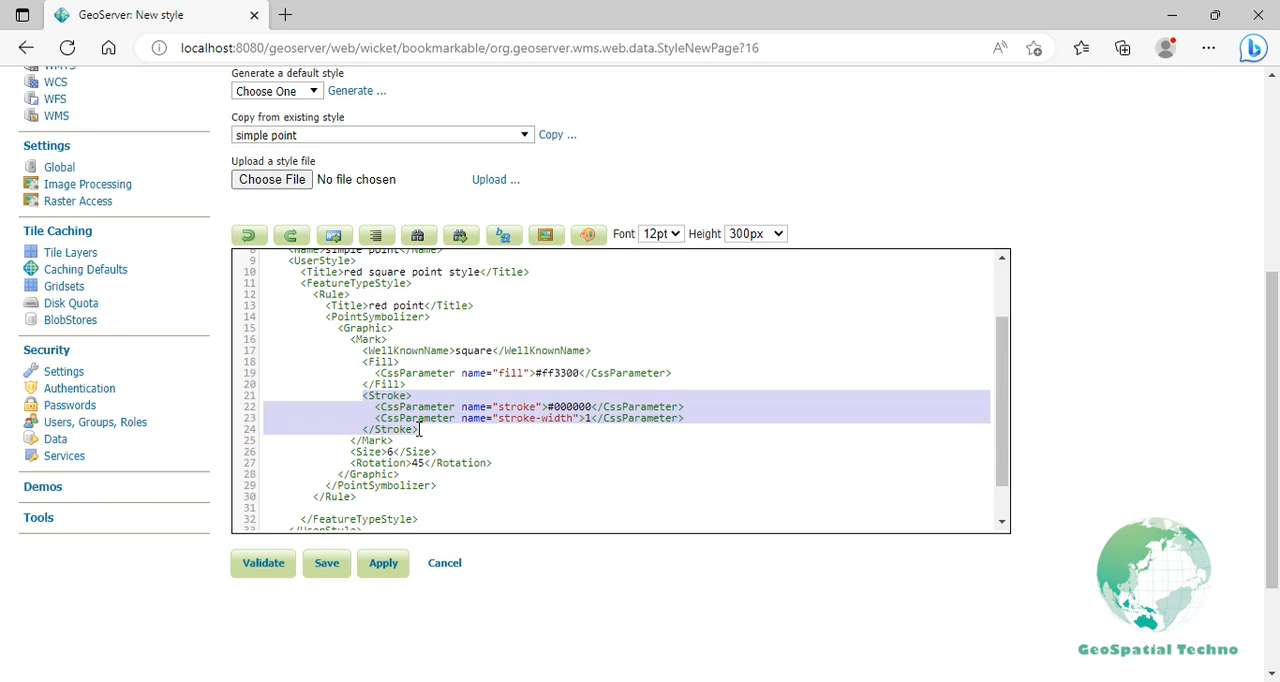 GeoServer: New style
localhost:8080/geoserver/web/wicket/bookmarkable/org.geoserver.wms.web.data.StyleNewPage?16
WMTS
WCS
WFS
WMS
Settings
Global
Image Processing
Raster Access
Tile Caching
Tile Layers
Caching Defaults
Gridsets
Disk Quota
BlobStores
Security
Settings
Authentication
Passwords
Users, Groups, Roles
Data
Services
Demos
Tools
Generate a default style
Choose One Generate ...
Copy from existing style
simple point Copy ...
Upload a style file
Choose File No file chosen Upload ...
Font 12pt Height 300px
8 <Name>simple point</Name>
9 <UserStyle>
10 <Title>red square point style</Title>
11 <FeatureTypeStyle>
12 <Rule>
13 <Title>red point</Title>
14 <PointSymbolizer>
15 <Graphic>
16 <Mark>
17 <WellKnownName>square</WellKnownName>
18 <Fill>
19 <CssParameter name="fill">#ff3300</CssParameter>
20 </Fill>
21 <Stroke>
22 <CssParameter name="stroke">#000000</CssParameter>
23 <CssParameter name="stroke-width">1</CssParameter>
24 </Stroke>
25 </Mark>
26 <Size>6</Size>
27 <Rotation>45</Rotation>
28 </Graphic>
29 </PointSymbolizer>
30 </Rule>
31
32 </FeatureTypeStyle>
33 </UserStyle>
Validate Save Apply Cancel
GeoSpatial Techno